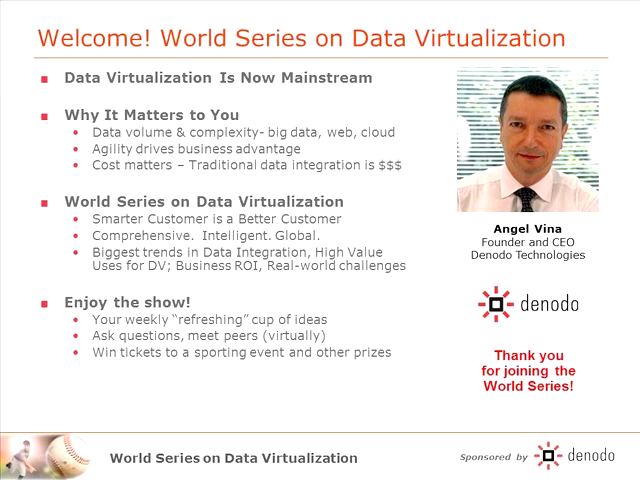 Welcome! World Series on Data Virtualization
Data Virtualization Is Now Mainstream
Why It Matters to You
Data volume & complexity- big data, web, cloud
Agility drives business advantage
Cost matters – Traditional data integration is $$$
World Series on Data Virtualization
Smarter Customer is a Better Customer
Comprehensive. Intelligent. Global.
Biggest trends in Data Integration, High Value
Uses for DV; Business ROI, Real-world challenges
Enjoy the show!
Your weekly “refreshing” cup of ideas
Ask questions, meet peers (virtually)
Win tickets to a sporting event and other prizes
Angel Vina
Founder and CEO
Denodo Technologies
denodo
Thank you
for joining the
World Series!
World Series on Data Virtualization
Sponsored by denodo